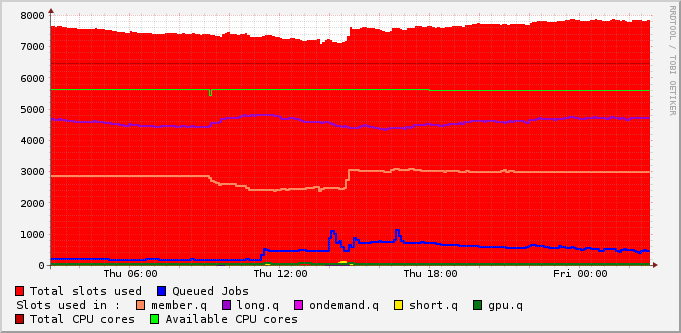 8000
7000
6000
5000
4000
3000
2000
1000
0
Thu 06:00 Thu 12:00 Thu 18:00 Fri 00:00
Total slots used Queued Jobs
Slots used in : member.q long.q ondemand.q short.q gpu.q
Total CPU cores Available CPU cores
RRDTOOL / TOBI OETIKER